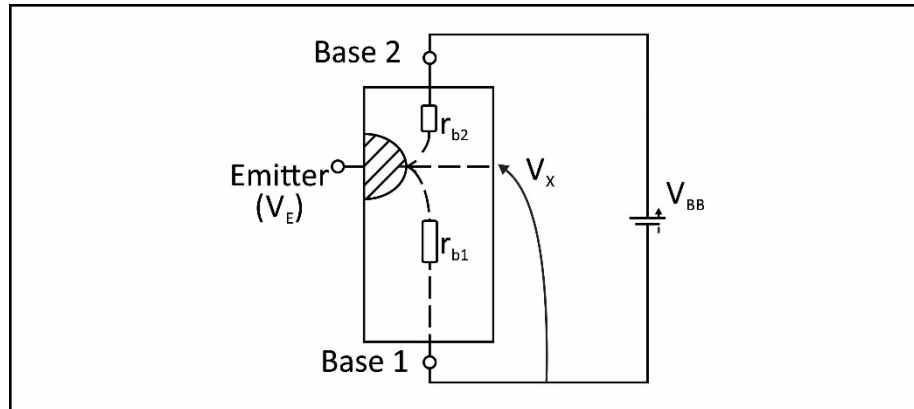 Base 2
r_b2
Emitter
(V_E)
V_X
V_BB
r_b1
Base 1